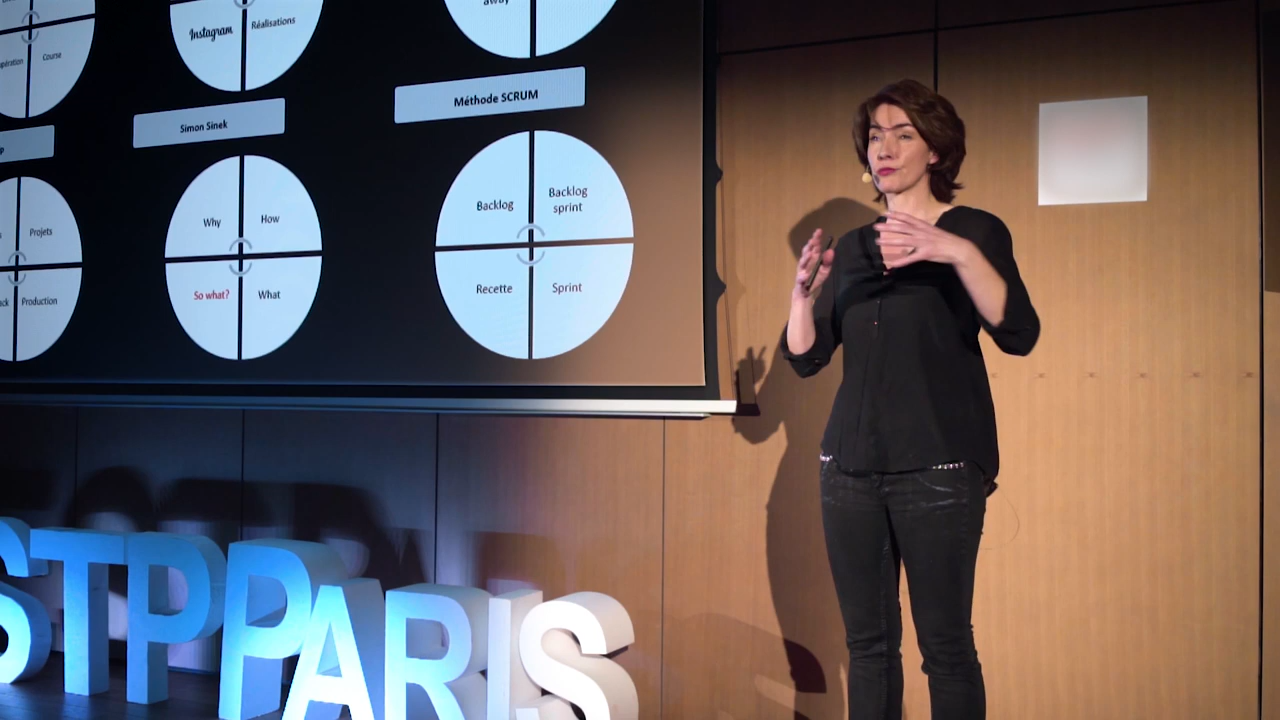 away
Instagram
Réalisations
Course
Méthode SCRUM
Simon Sinek
Backlog
Backlog
sprint
Why
How
Projets
Recette
Sprint
So what?
What
Production
STPPARIS